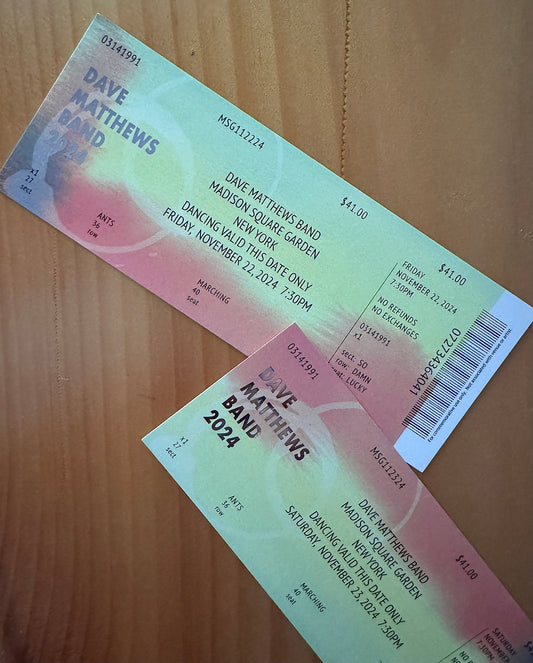 03141991
DAVE
MATTHEWS
BAND
2024
x1
27
sect
ANTS
36
row
MSG112224
DAVE MATTHEWS BAND
MADISON SQUARE GARDEN
NEW YORK
DANCING VALID THIS DATE ONLY
FRIDAY, NOVEMBER 22, 2024 7:30PM
MARCHING
40
seat
$41.00
FRIDAY
NOVEMBER 22, 2024
7:30PM
NO REFUNDS
NO EXCHANGES
03141991
x1
sect. SO
row. DAMN
LUCKY
$41.00
072734364041
03141991
DAVE
MATTHEWS
BAND
2024
x1
27
sect
ANTS
36
row
MSG112324
DAVE MATTHEWS BAND
MADISON SQUARE GARDEN
NEW YORK
DANCING VALID THIS DATE ONLY
SATURDAY, NOVEMBER 23, 2024 7:30PM
MARCHING
40
seat
$41.00
SATURDAY
7:30PM